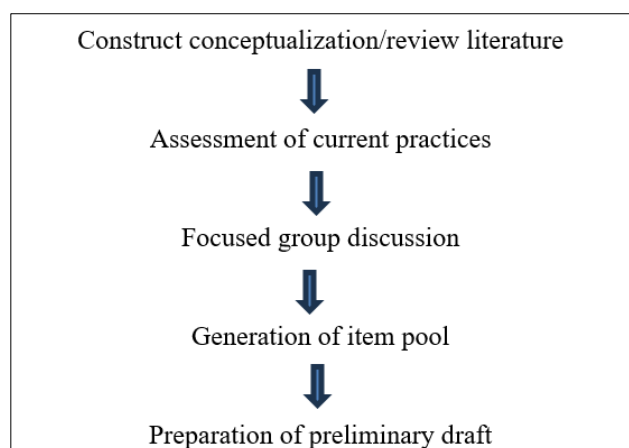 Construct conceptualization/review literature
Assessment of current practices
Focused group discussion
Generation of item pool
Preparation of preliminary draft